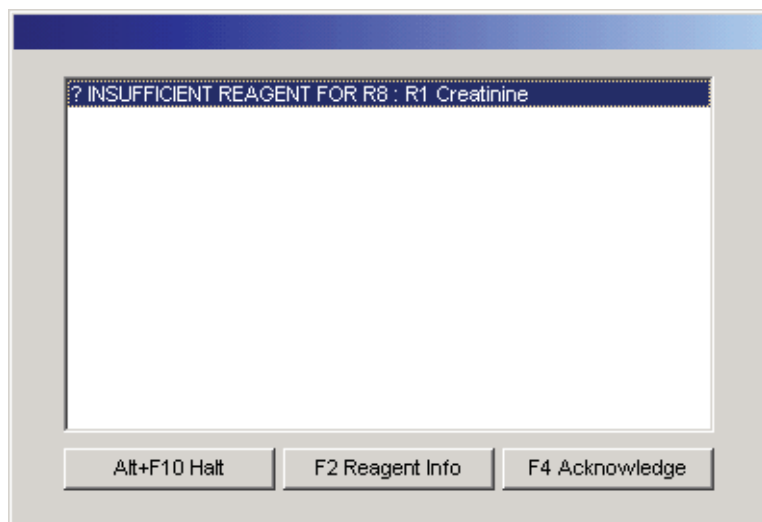 ? INSUFFICIENT REAGENT FOR R8 : R1 Creatinine
Alt+F10 Halt
F2 Reagent Info
F4 Acknowledge